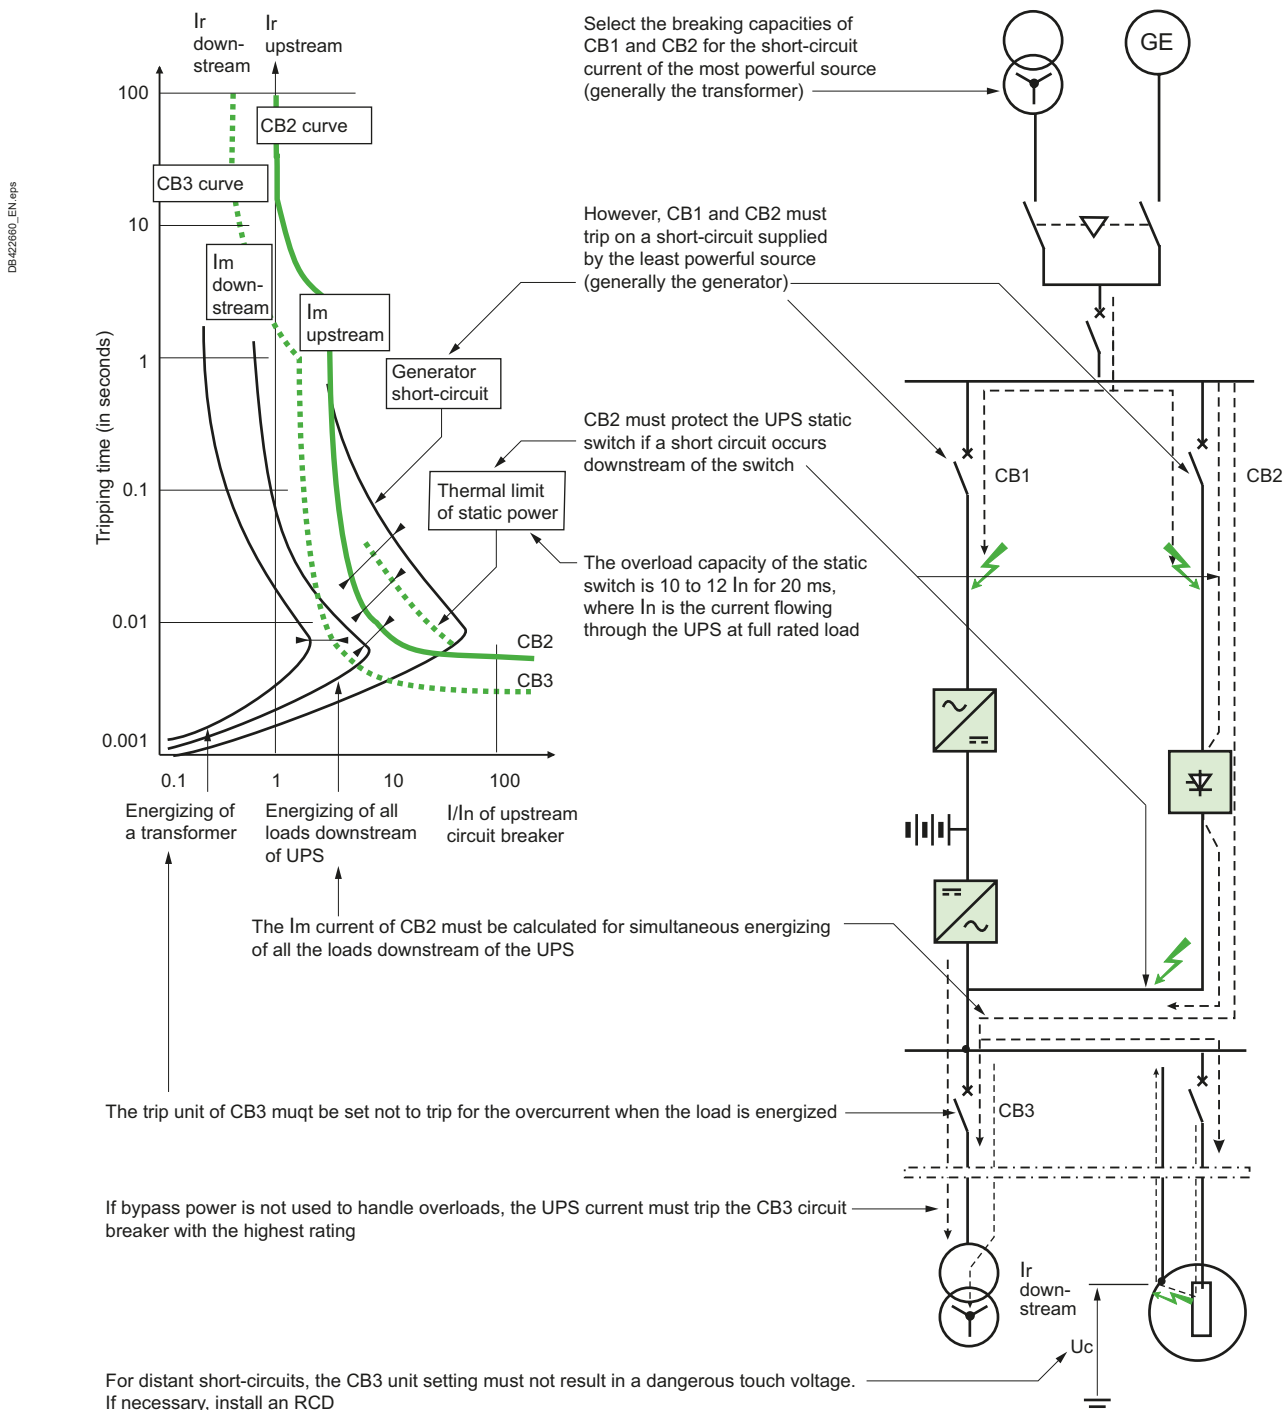 DB422660_EN.eps
Ir
down-
stream
Ir
upstream
100
10
1
0.1
0.01
0.001
Tripping time (in seconds)
CB2 curve
CB3 curve
Im
down-
stream
Im
upstream
Generator
short-circuit
Thermal limit
of static power
CB2
CB3
0.1
1
10
100
Energizing of
a transformer
Energizing of all
loads downstream
of UPS
I/In of upstream
circuit breaker
Select the breaking capacities of
CB1 and CB2 for the short-circuit
current of the most powerful source
(generally the transformer)
However, CB1 and CB2 must
trip on a short-circuit supplied
by the least powerful source
(generally the generator)
CB2 must protect the UPS static
switch if a short circuit occurs
downstream of the switch
The overload capacity of the static
switch is 10 to 12 In for 20 ms,
where In is the current flowing
through the UPS at full rated load
GE
CB1
CB2
The Im current of CB2 must be calculated for simultaneous energizing
of all the loads downstream of the UPS
The trip unit of CB3 muqt be set not to trip for the overcurrent when the load is energized
CB3
If bypass power is not used to handle overloads, the UPS current must trip the CB3 circuit
breaker with the highest rating
Ir
down-
stream
Uc
For distant short-circuits, the CB3 unit setting must not result in a dangerous touch voltage.
If necessary, install an RCD